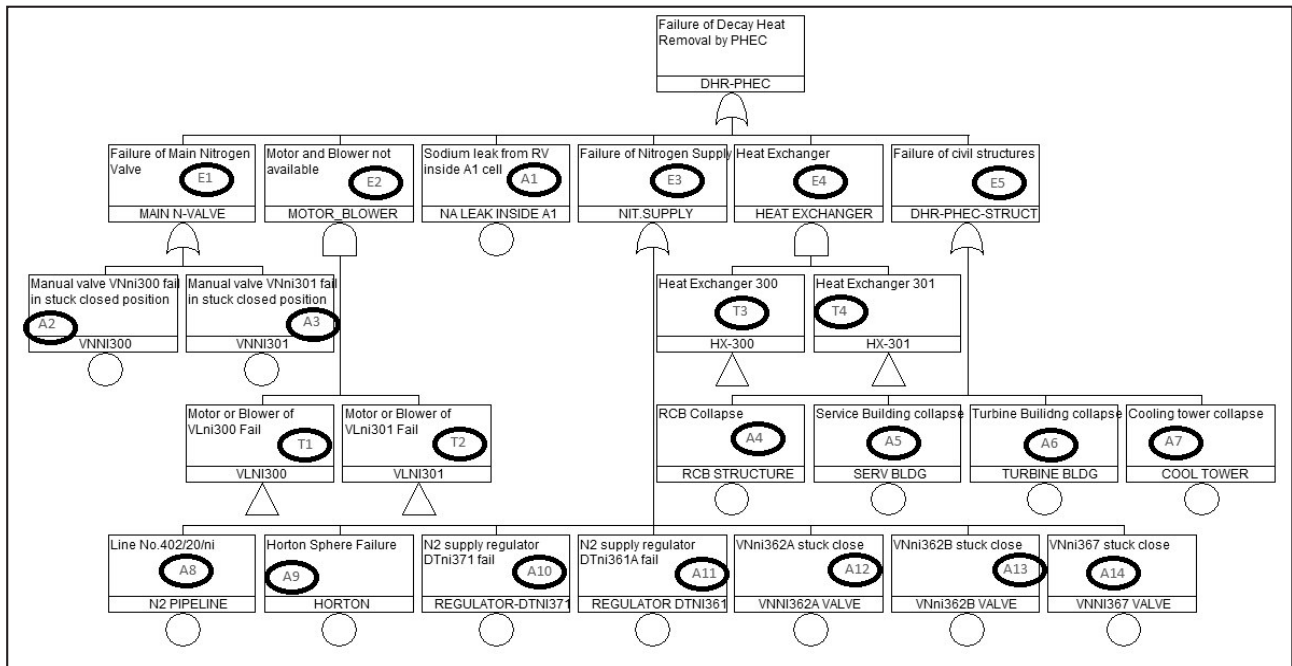 Failure of Decay Heat
Removal by PHEC
DHR-PHEC
Failure of Main Nitrogen
Valve
E1
MAIN N-VALVE
Motor and Blower not
available
E2
MOTOR_BLOWER
Sodium leak from RV
inside A1 cell
A1
NA LEAK INSIDE A1
Failure of Nitrogen Supply
E3
NIT.SUPPLY
Heat Exchanger
E4
HEAT EXCHANGER
Failure of civil structures
E5
DHR-PHEC-STRUCT
Manual valve VNni300 fail
in stuck closed position
A2
VNNI300
Manual valve VNni301 fail
in stuck closed position
A3
VNNI301
Heat Exchanger 300
T3
HX-300
Heat Exchanger 301
T4
HX-301
Motor or Blower of
VLni300 Fail
T1
VLNI300
Motor or Blower of
VLni301 Fail
T2
VLNI301
RCB Collapse
A4
RCB STRUCTURE
Service Building collapse
A5
SERV BLDG
Turbine Builidng collapse
A6
TURBINE BLDG
Cooling tower collapse
A7
COOL TOWER
Line No.402/20/ni
A8
N2 PIPELINE
Horton Sphere Failure
A9
HORTON
N2 supply regulator
DTni371 fail
A10
REGULATOR-DTNI371
N2 supply regulator
DTni361A fail
A11
REGULATOR DTNI361
VNni362A stuck close
A12
VNNI362A VALVE
VNni362B stuck close
A13
VNni362B VALVE
VNni367 stuck close
A14
VNNI367 VALVE